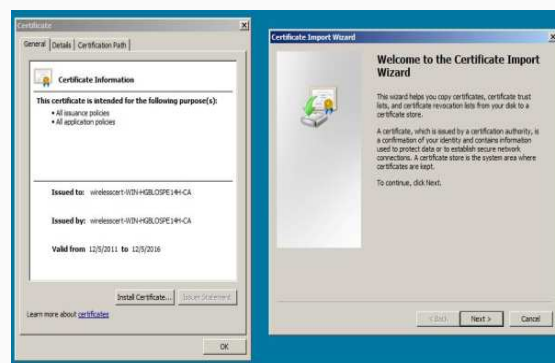 Certificate
General
Details
Certification Path
Certificate Information
This certificate is intended for the following purpose(s):
• All issuance policies
• All application policies
Issued to: wirelesscert-WIN-HGBLOSPE14H-CA
Issued by: wirelesscert-WIN-HGBLOSPE14H-CA
Valid from 12/5/2011 to 12/5/2016
Install Certificate...
Issuer Statement
Learn more about certificates
OK
Certificate Import Wizard
Welcome to the Certificate Import
Wizard
This wizard helps you copy certificates, certificate trust
lists, and certificate revocation lists from your disk to a
certificate store.
A certificate, which is issued by a certification authority, is
a confirmation of your identity and contains information
used to protect data or to establish secure network
connections. A certificate store is the system area where
certificates are kept.
To continue, click Next.
< Back
Next >
Cancel